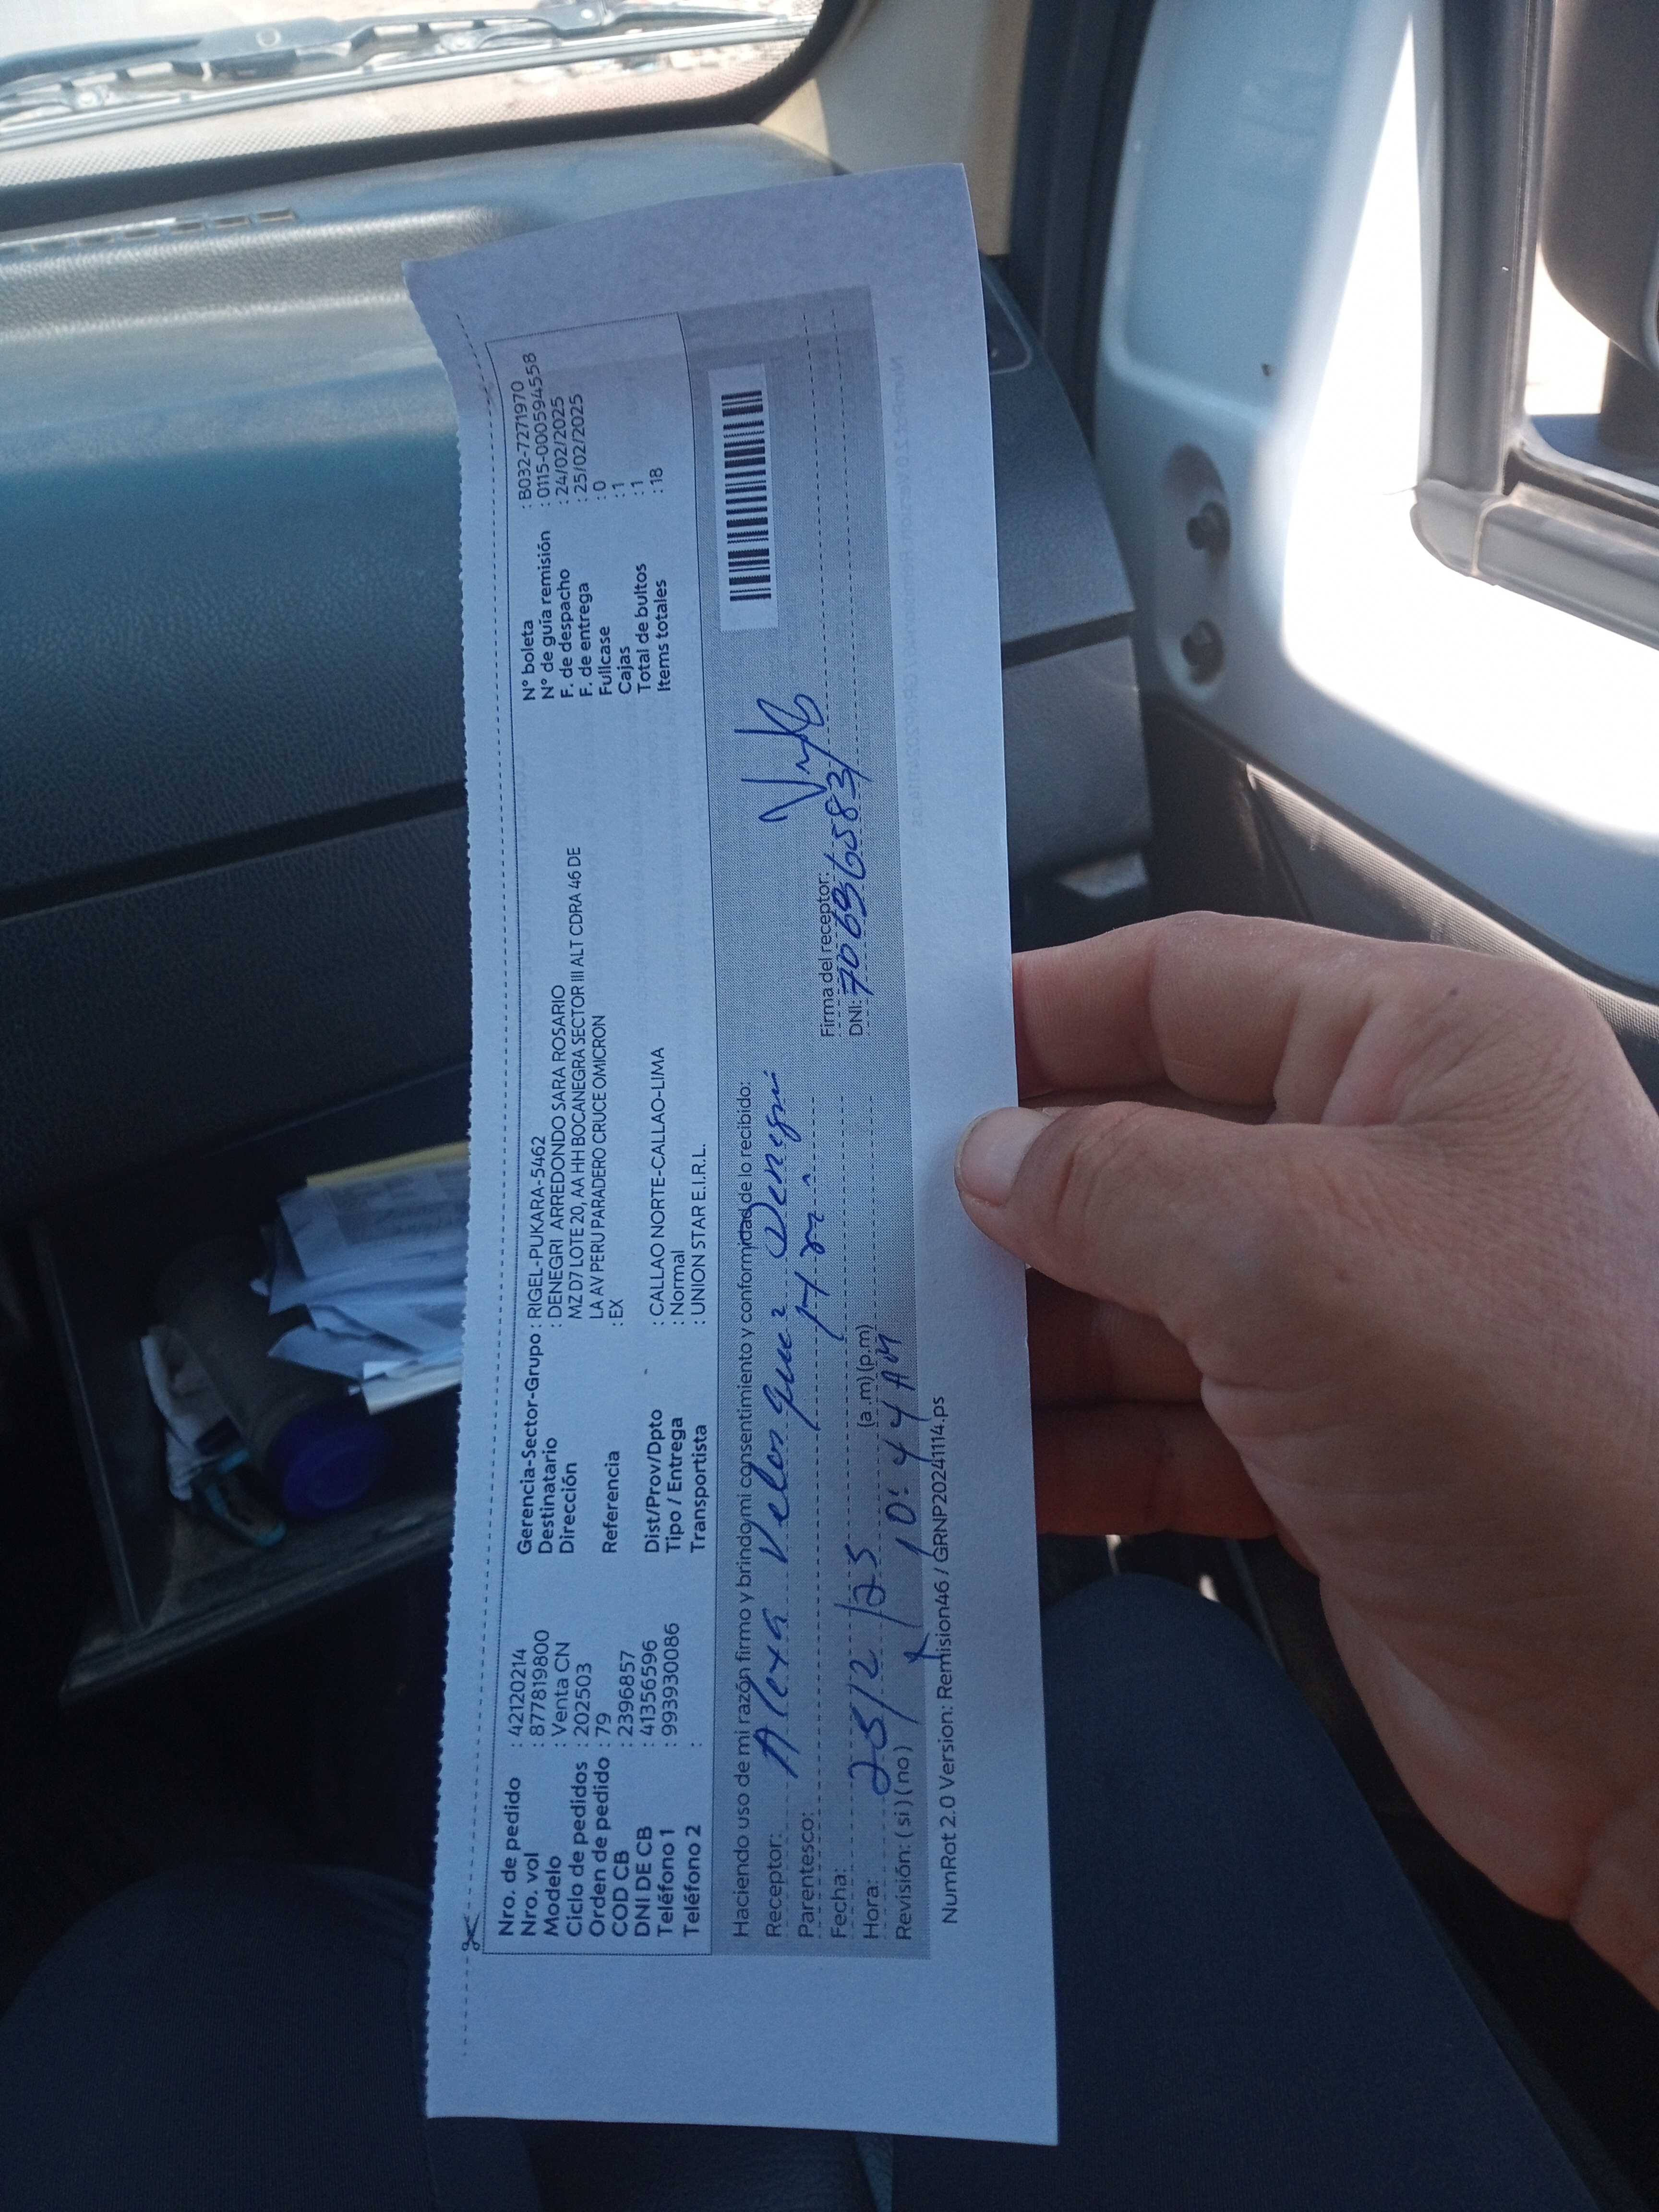 Nro. de pedido : 42120214
Nro. vol : 877819800
Modelo : Venta CN
Ciclo de pedidos : 202503
Orden de pedido : 79
COD CB : 2396857
DNI DE CB : 41356596
Teléfono 1 : 993930086
Teléfono 2 :
Gerencia-Sector-Grupo : RIGEL-PUKARA-5462
Destinatario : DENEGRI ARREDONDO SARA ROSARIO
Dirección MZ D7 LOTE 20, AA HH BOCANEGRA SECTOR III ALT CDRA 46 DE
LA AV PERU PARADERO CRUCE OMICRON
Referencia : EX
Dist/Prov/Dpto : CALLAO NORTE-CALLAO-LIMA
Tipo / Entrega : Normal
Transportista : UNION STAR E.I.R.L.
N° boleta : B032-7271970
N° de guía remisión : 0115-000594558
F. de despacho : 24/02/2025
F. de entrega : 25/02/2025
Fullcase : 0
Cajas : 1
Total de bultos : 1
Items totales : 18
Haciendo uso de mi razón firmo y brindo mi consentimiento y conformidad de lo recibido:
Receptor: Alexa Velasquez Denegri
Parentesco:
Fecha: 25/2/25
Hora: (a.m) (p.m)
10:44 AM
Revisión: (si) (no)
Firma del receptor:
DNI: 70696583
NumRot 2.0 Version: Remision46 / GRNP20241114.ps